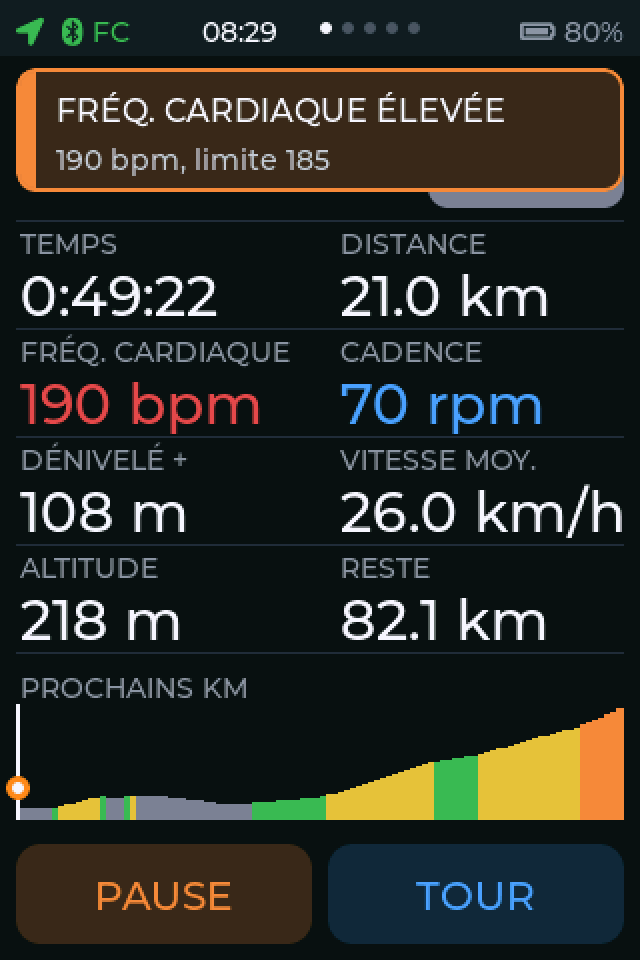 FC 08:29 80%
FRÉQ. CARDIAQUE ÉLEVÉE
190 bpm, limite 185
TEMPS DISTANCE
0:49:22 21.0 km
FRÉQ. CARDIAQUE CADENCE
190 bpm 70 rpm
DÉNIVELÉ + VITESSE MOY.
108 m 26.0 km/h
ALTITUDE RESTE
218 m 82.1 km
PROCHAINS KM
PAUSE TOUR